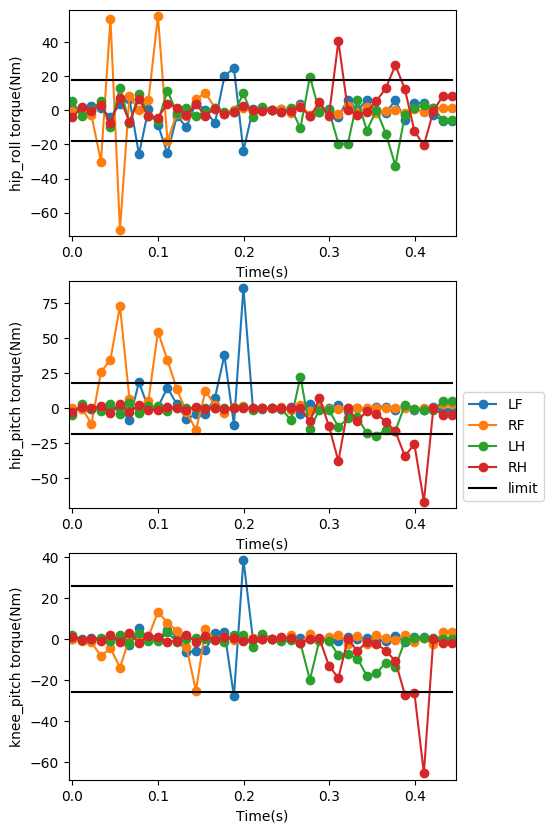 40
20
0
−20
−40
−60
hip_roll torque(Nm)
0.0 0.1 0.2 0.3 0.4
Time(s)
75
50
25
0
−25
−50
hip_pitch torque(Nm)
0.0 0.1 0.2 0.3 0.4
Time(s)
LF
RF
LH
RH
limit
40
20
0
−20
−40
−60
knee_pitch torque(Nm)
0.0 0.1 0.2 0.3 0.4
Time(s)